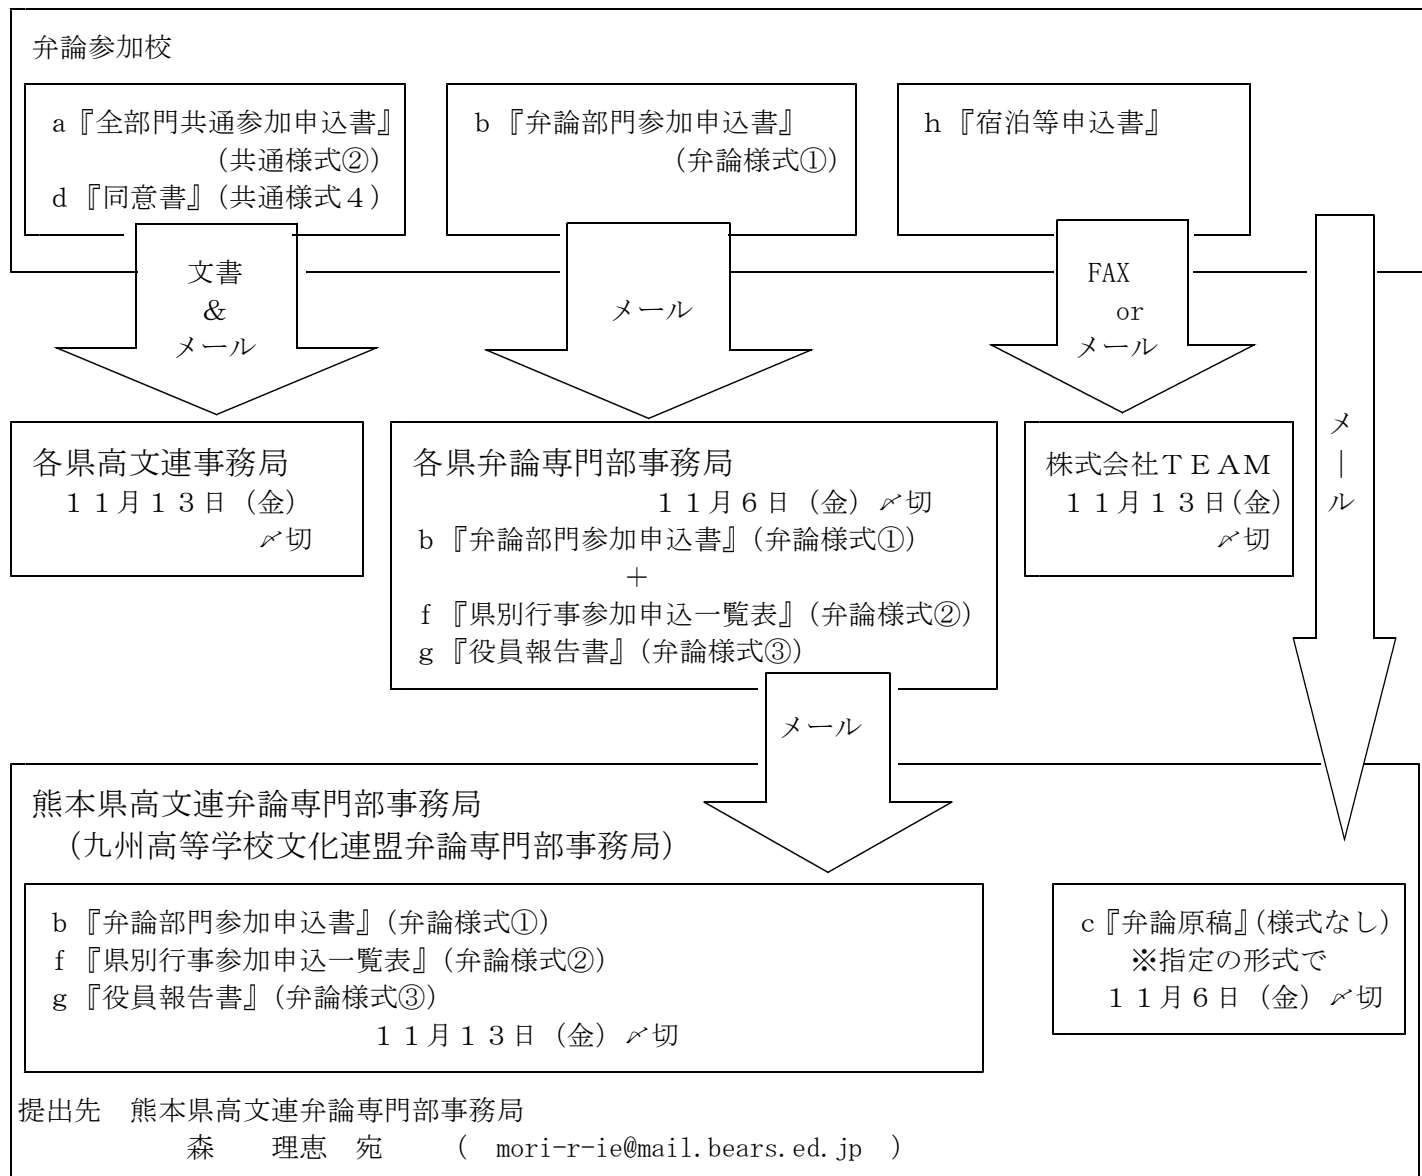 弁論参加校
a『全部門共通参加申込書』
(共通様式②)
d『同意書』(共通様式4)
b『弁論部門参加申込書』
(弁論様式①)
h『宿泊等申込書』
文書
&
メール
メール
FAX
or
メール
メール
各県高文連事務局
11月13日(金)
〆切
各県弁論専門部事務局
11月6日(金)〆切
b『弁論部門参加申込書』(弁論様式①)
+
f『県別行事参加申込一覧表』(弁論様式②)
g『役員報告書』(弁論様式③)
株式会社TEAM
11月13日(金)
〆切
メール
熊本県高文連弁論専門部事務局
(九州高等学校文化連盟弁論専門部事務局)
b『弁論部門参加申込書』(弁論様式①)
f『県別行事参加申込一覧表』(弁論様式②)
g『役員報告書』(弁論様式③)
11月13日(金)〆切
c『弁論原稿』(様式なし)
※指定の形式で
11月6日(金)〆切
提出先 熊本県高文連弁論専門部事務局
森 理恵 宛 ( mori-r-ie@mail.bears.ed.jp )